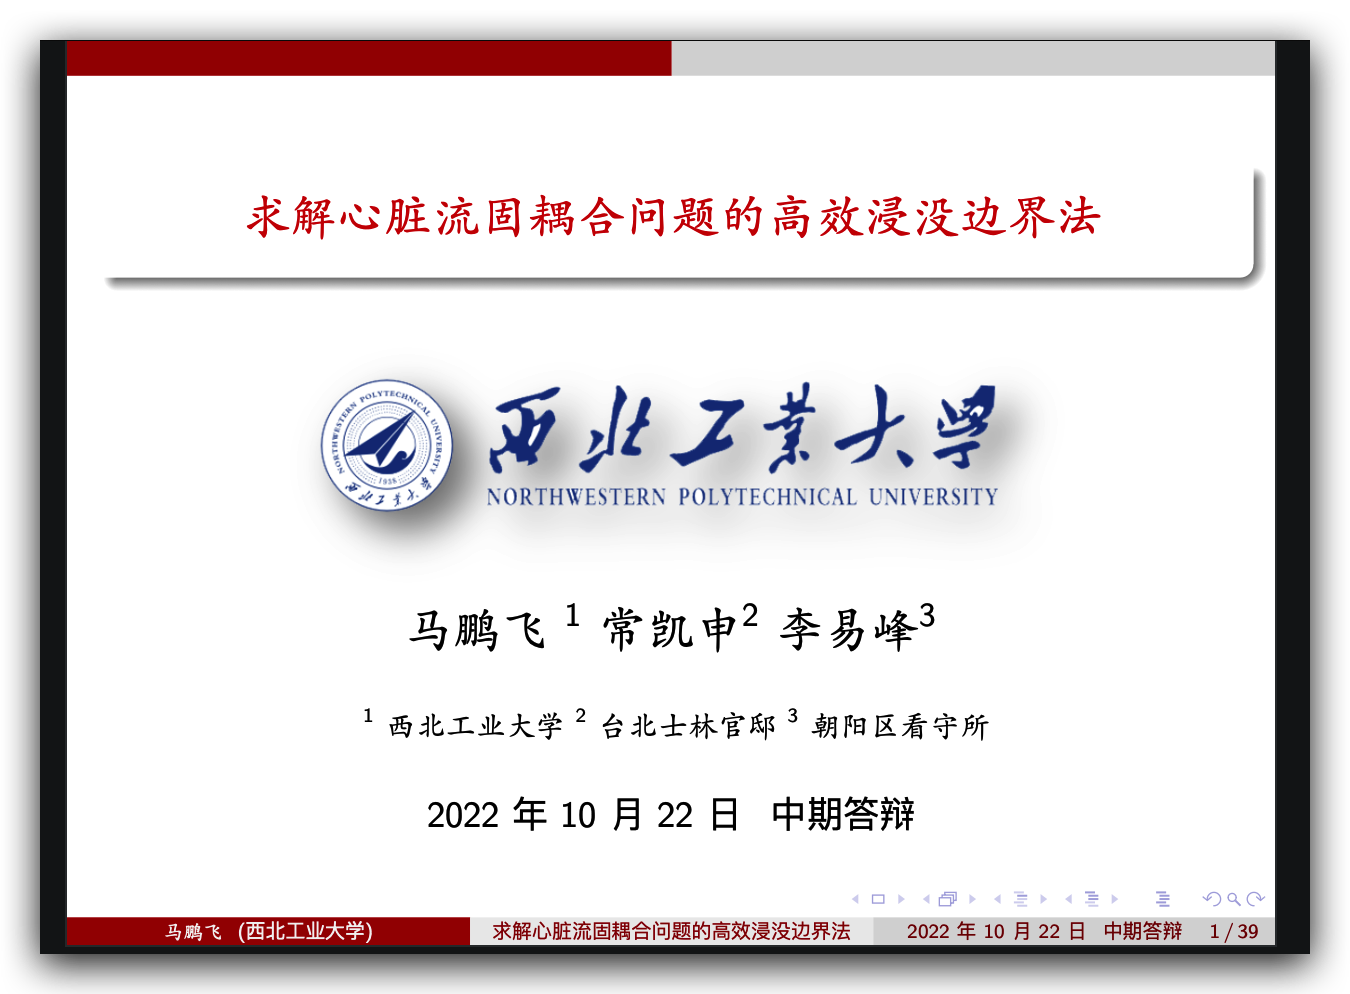 求解心脏流固耦合问题的高效浸没边界法
NORTHWESTERN POLYTECHNICAL UNIVERSITY
1938
西北工业大学
西北工业大学
NORTHWESTERN POLYTECHNICAL UNIVERSITY
马鹏飞 1 常凯申2 李易峰3
1 西北工业大学 2 台北士林官邸 3 朝阳区看守所
2022 年 10 月 22 日 中期答辩
马鹏飞 (西北工业大学) 求解心脏流固耦合问题的高效浸没边界法 2022 年 10 月 22 日 中期答辩 1 / 39